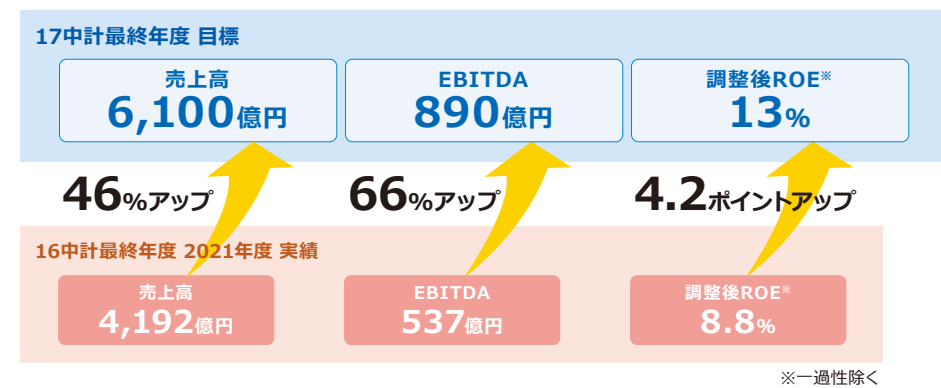 17中計最終年度 目標
売上高
6,100億円
EBITDA
890億円
調整後ROE※
13%
46%アップ
66%アップ
4.2ポイントアップ
16中計最終年度 2021年度 実績
売上高
4,192億円
EBITDA
537億円
調整後ROE※
8.8%
※一過性除く